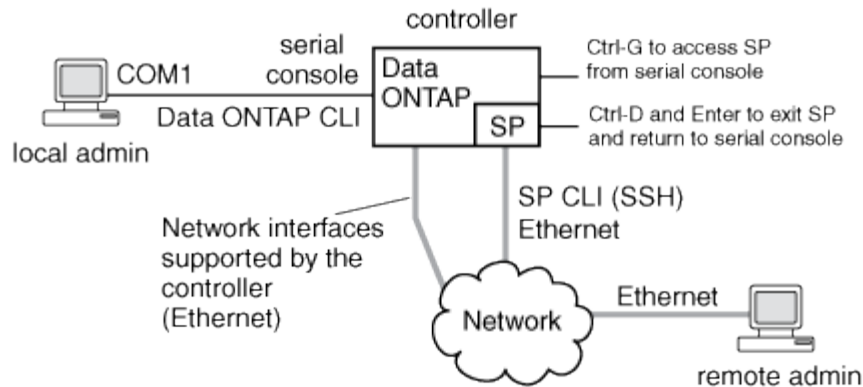 controller
serial
console
COM1
Data ONTAP CLI
local admin
Data
ONTAP
SP
Ctrl-G to access SP
from serial console
Ctrl-D and Enter to exit SP
and return to serial console
Network interfaces
supported by the
controller
(Ethernet)
SP CLI (SSH)
Ethernet
Network
Ethernet
remote admin